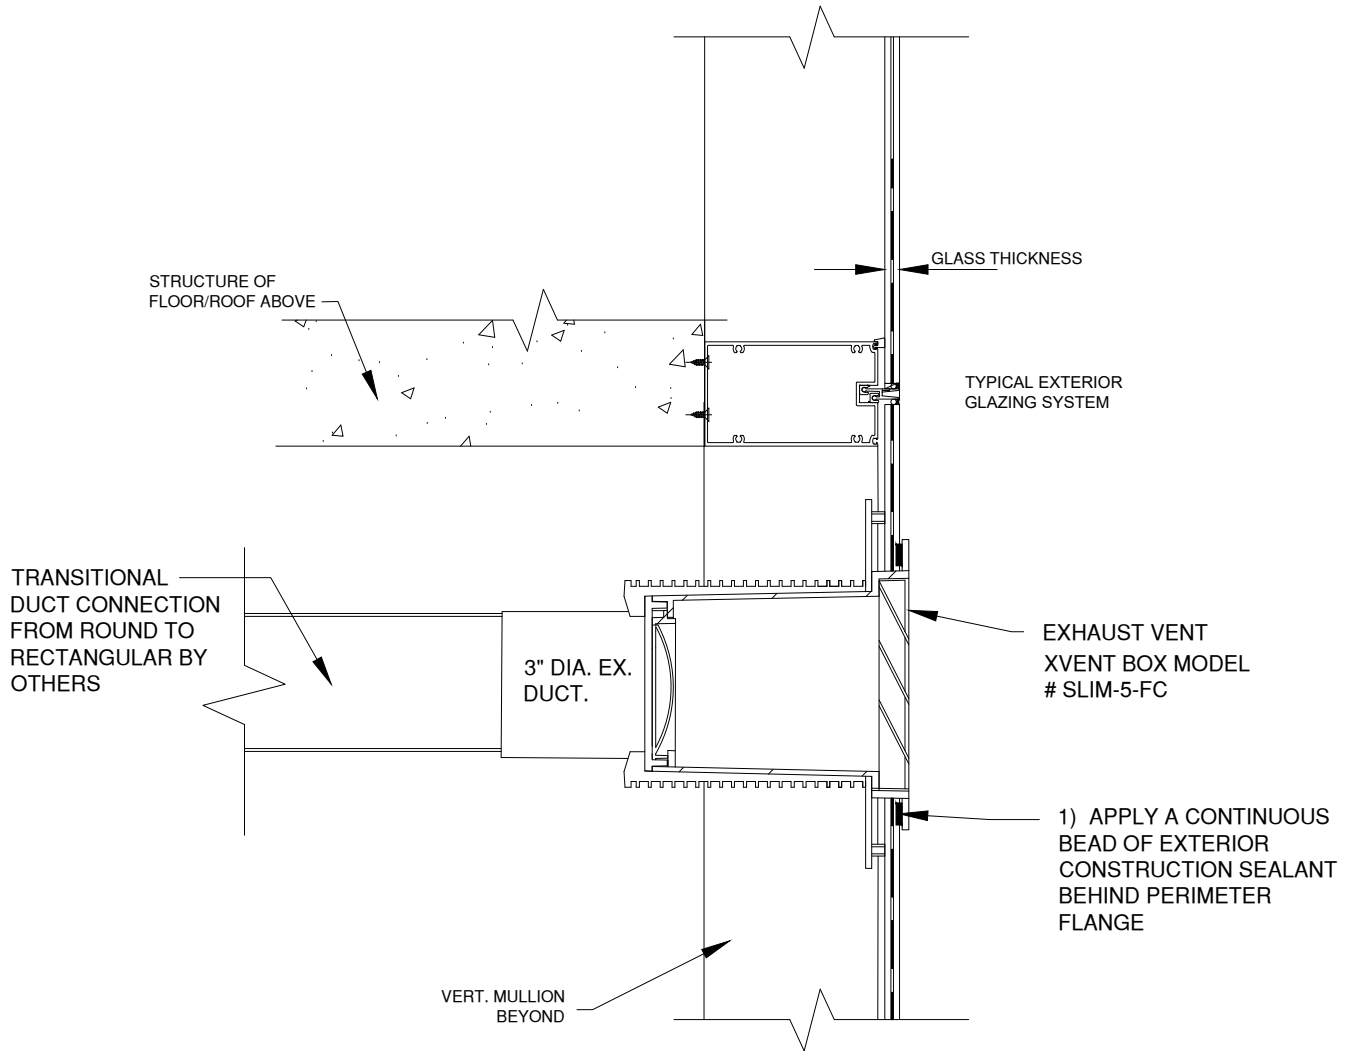 GLASS THICKNESS
STRUCTURE OF
FLOOR/ROOF ABOVE
TYPICAL EXTERIOR
GLAZING SYSTEM
TRANSITIONAL
DUCT CONNECTION
FROM ROUND TO
RECTANGULAR BY
OTHERS
3" DIA. EX.
DUCT.
EXHAUST VENT
XVENT BOX MODEL
# SLIM-5-FC
1) APPLY A CONTINUOUS
BEAD OF EXTERIOR
CONSTRUCTION SEALANT
BEHIND PERIMETER
FLANGE
VERT. MULLION
BEYOND